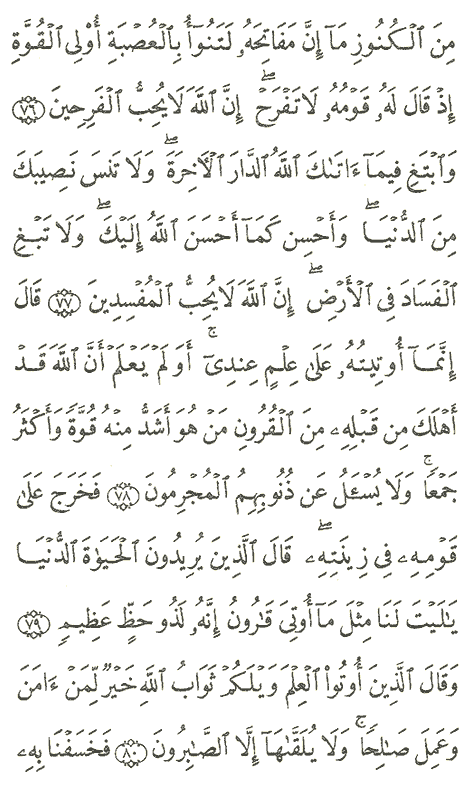 مِنَ ٱلْكُنُوزِ مَآ إِنَّ مَفَاتِحَهُۥ لَتَنُوٓأُ بِٱلْعُصْبَةِ أُوْلِى ٱلْقُوَّةِ
إِذْ قَالَ لَهُۥ قَوْمُهُۥ لَا تَفْرَحْ ۖ إِنَّ ٱللَّهَ لَا يُحِبُّ ٱلْفَرِحِينَ ٧٦
وَٱبْتَغِ فِيمَآ ءَاتَىٰكَ ٱللَّهُ ٱلدَّارَ ٱلْأَخِرَةَ ۖ وَلَا تَنسَ نَصِيبَكَ
مِنَ ٱلدُّنْيَا ۖ وَأَحْسِن كَمَآ أَحْسَنَ ٱللَّهُ إِلَيْكَ ۖ وَلَا تَبْغِ
ٱلْفَسَادَ فِى ٱلْأَرْضِ ۖ إِنَّ ٱللَّهَ لَا يُحِبُّ ٱلْمُفْسِدِينَ ٧٧ قَالَ
إِنَّمَآ أُوتِيتُهُۥ عَلَىٰ عِلْمٍ عِندِىٓ ۚ أَوَلَمْ يَعْلَمْ أَنَّ ٱللَّهَ قَدْ
أَهْلَكَ مِن قَبْلِهِۦ مِنَ ٱلْقُرُونِ مَنْ هُوَ أَشَدُّ مِنْهُ قُوَّةً وَأَكْثَرُ
جَمْعًا ۚ وَلَا يُسْـَٔلُ عَن ذُنُوبِهِمُ ٱلْمُجْرِمُونَ ٧٨ فَخَرَجَ عَلَىٰ
قَوْمِهِۦ فِى زِينَتِهِۦ ۖ قَالَ ٱلَّذِينَ يُرِيدُونَ ٱلْحَيَوٰةَ ٱلدُّنْيَا
يَٰلَيْتَ لَنَا مِثْلَ مَآ أُوتِىَ قَٰرُونُ إِنَّهُۥ لَذُو حَظٍّ عَظِيمٍ ٧٩
وَقَالَ ٱلَّذِينَ أُوتُوا۟ ٱلْعِلْمَ وَيْلَكُمْ ثَوَابُ ٱللَّهِ خَيْرٌ لِّمَنْ ءَامَنَ
وَعَمِلَ صَٰلِحًا ۚ وَلَا يُلَقَّىٰهَآ إِلَّا ٱلصَّٰبِرُونَ ٨٠ فَخَسَفْنَا بِهِۦ